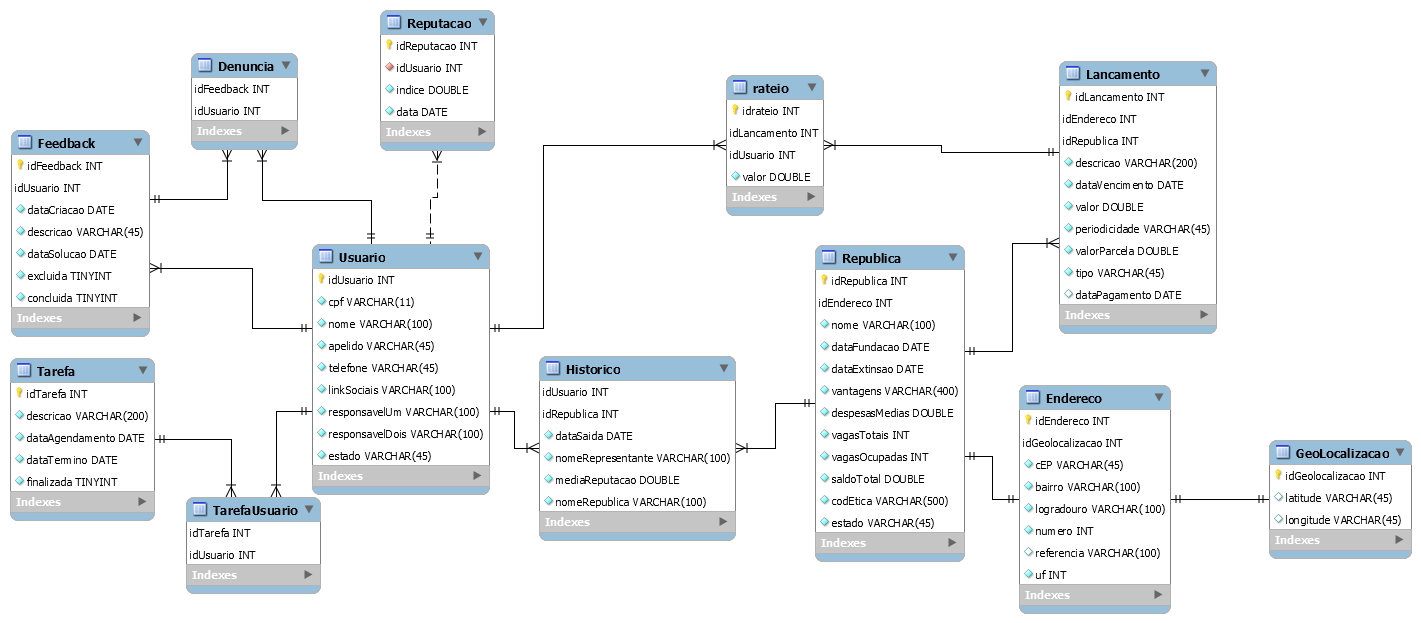 Reputacao
idReputacao INT
idUsuario INT
indice DOUBLE
data DATE
Indexes
Denuncia
idFeedback INT
idUsuario INT
Indexes
Feedback
idFeedback INT
idUsuario INT
dataCriacao DATE
descricao VARCHAR(45)
dataSolucao DATE
excluida TINYINT
concluida TINYINT
Indexes
rateio
idrateio INT
idLancamento INT
idUsuario INT
valor DOUBLE
Indexes
Lancamento
idLancamento INT
idEndereco INT
idRepublica INT
descricao VARCHAR(200)
dataVencimento DATE
valor DOUBLE
periodicidade VARCHAR(45)
valorParcela DOUBLE
tipo VARCHAR(45)
dataPagamento DATE
Indexes
Usuario
idUsuario INT
cpf VARCHAR(11)
nome VARCHAR(100)
apelido VARCHAR(45)
telefone VARCHAR(45)
linkSociais VARCHAR(100)
responsavelUm VARCHAR(100)
responsavelDois VARCHAR(100)
estado VARCHAR(45)
Indexes
Republica
idRepublica INT
idEndereco INT
nome VARCHAR(100)
dataFundacao DATE
dataExtinsao DATE
vantagens VARCHAR(400)
despesasMedias DOUBLE
vagasTotais INT
vagasOcupadas INT
saldoTotal DOUBLE
codEtica VARCHAR(500)
estado VARCHAR(45)
Indexes
Tarefa
idTarefa INT
descricao VARCHAR(200)
dataAgendamento DATE
dataTermino DATE
finalizada TINYINT
Indexes
Historico
idUsuario INT
idRepublica INT
dataSaida DATE
nomeRepresentante VARCHAR(100)
mediaReputacao DOUBLE
nomeRepublica VARCHAR(100)
Indexes
Endereco
idEndereco INT
idGeolocalizacao INT
cEP VARCHAR(45)
bairro VARCHAR(100)
logradouro VARCHAR(100)
numero INT
referencia VARCHAR(100)
uf INT
Indexes
GeoLocalizacao
idGeolocalizacao INT
latitude VARCHAR(45)
longitude VARCHAR(45)
Indexes
TarefaUsuario
idTarefa INT
idUsuario INT
Indexes